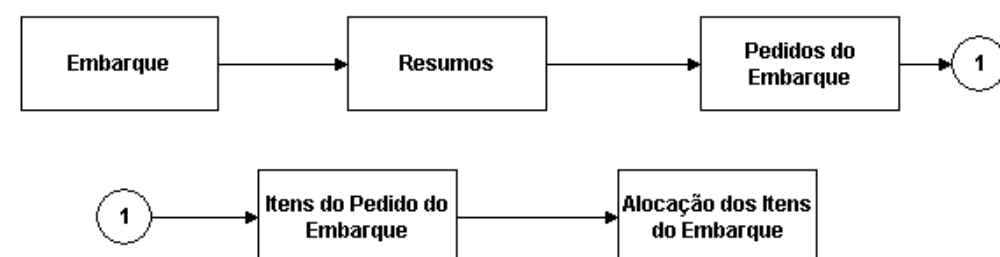 Embarque
Resumos
Pedidos do
Embarque
1
1
Itens do Pedido do
Embarque
Alocação dos Itens
do Embarque